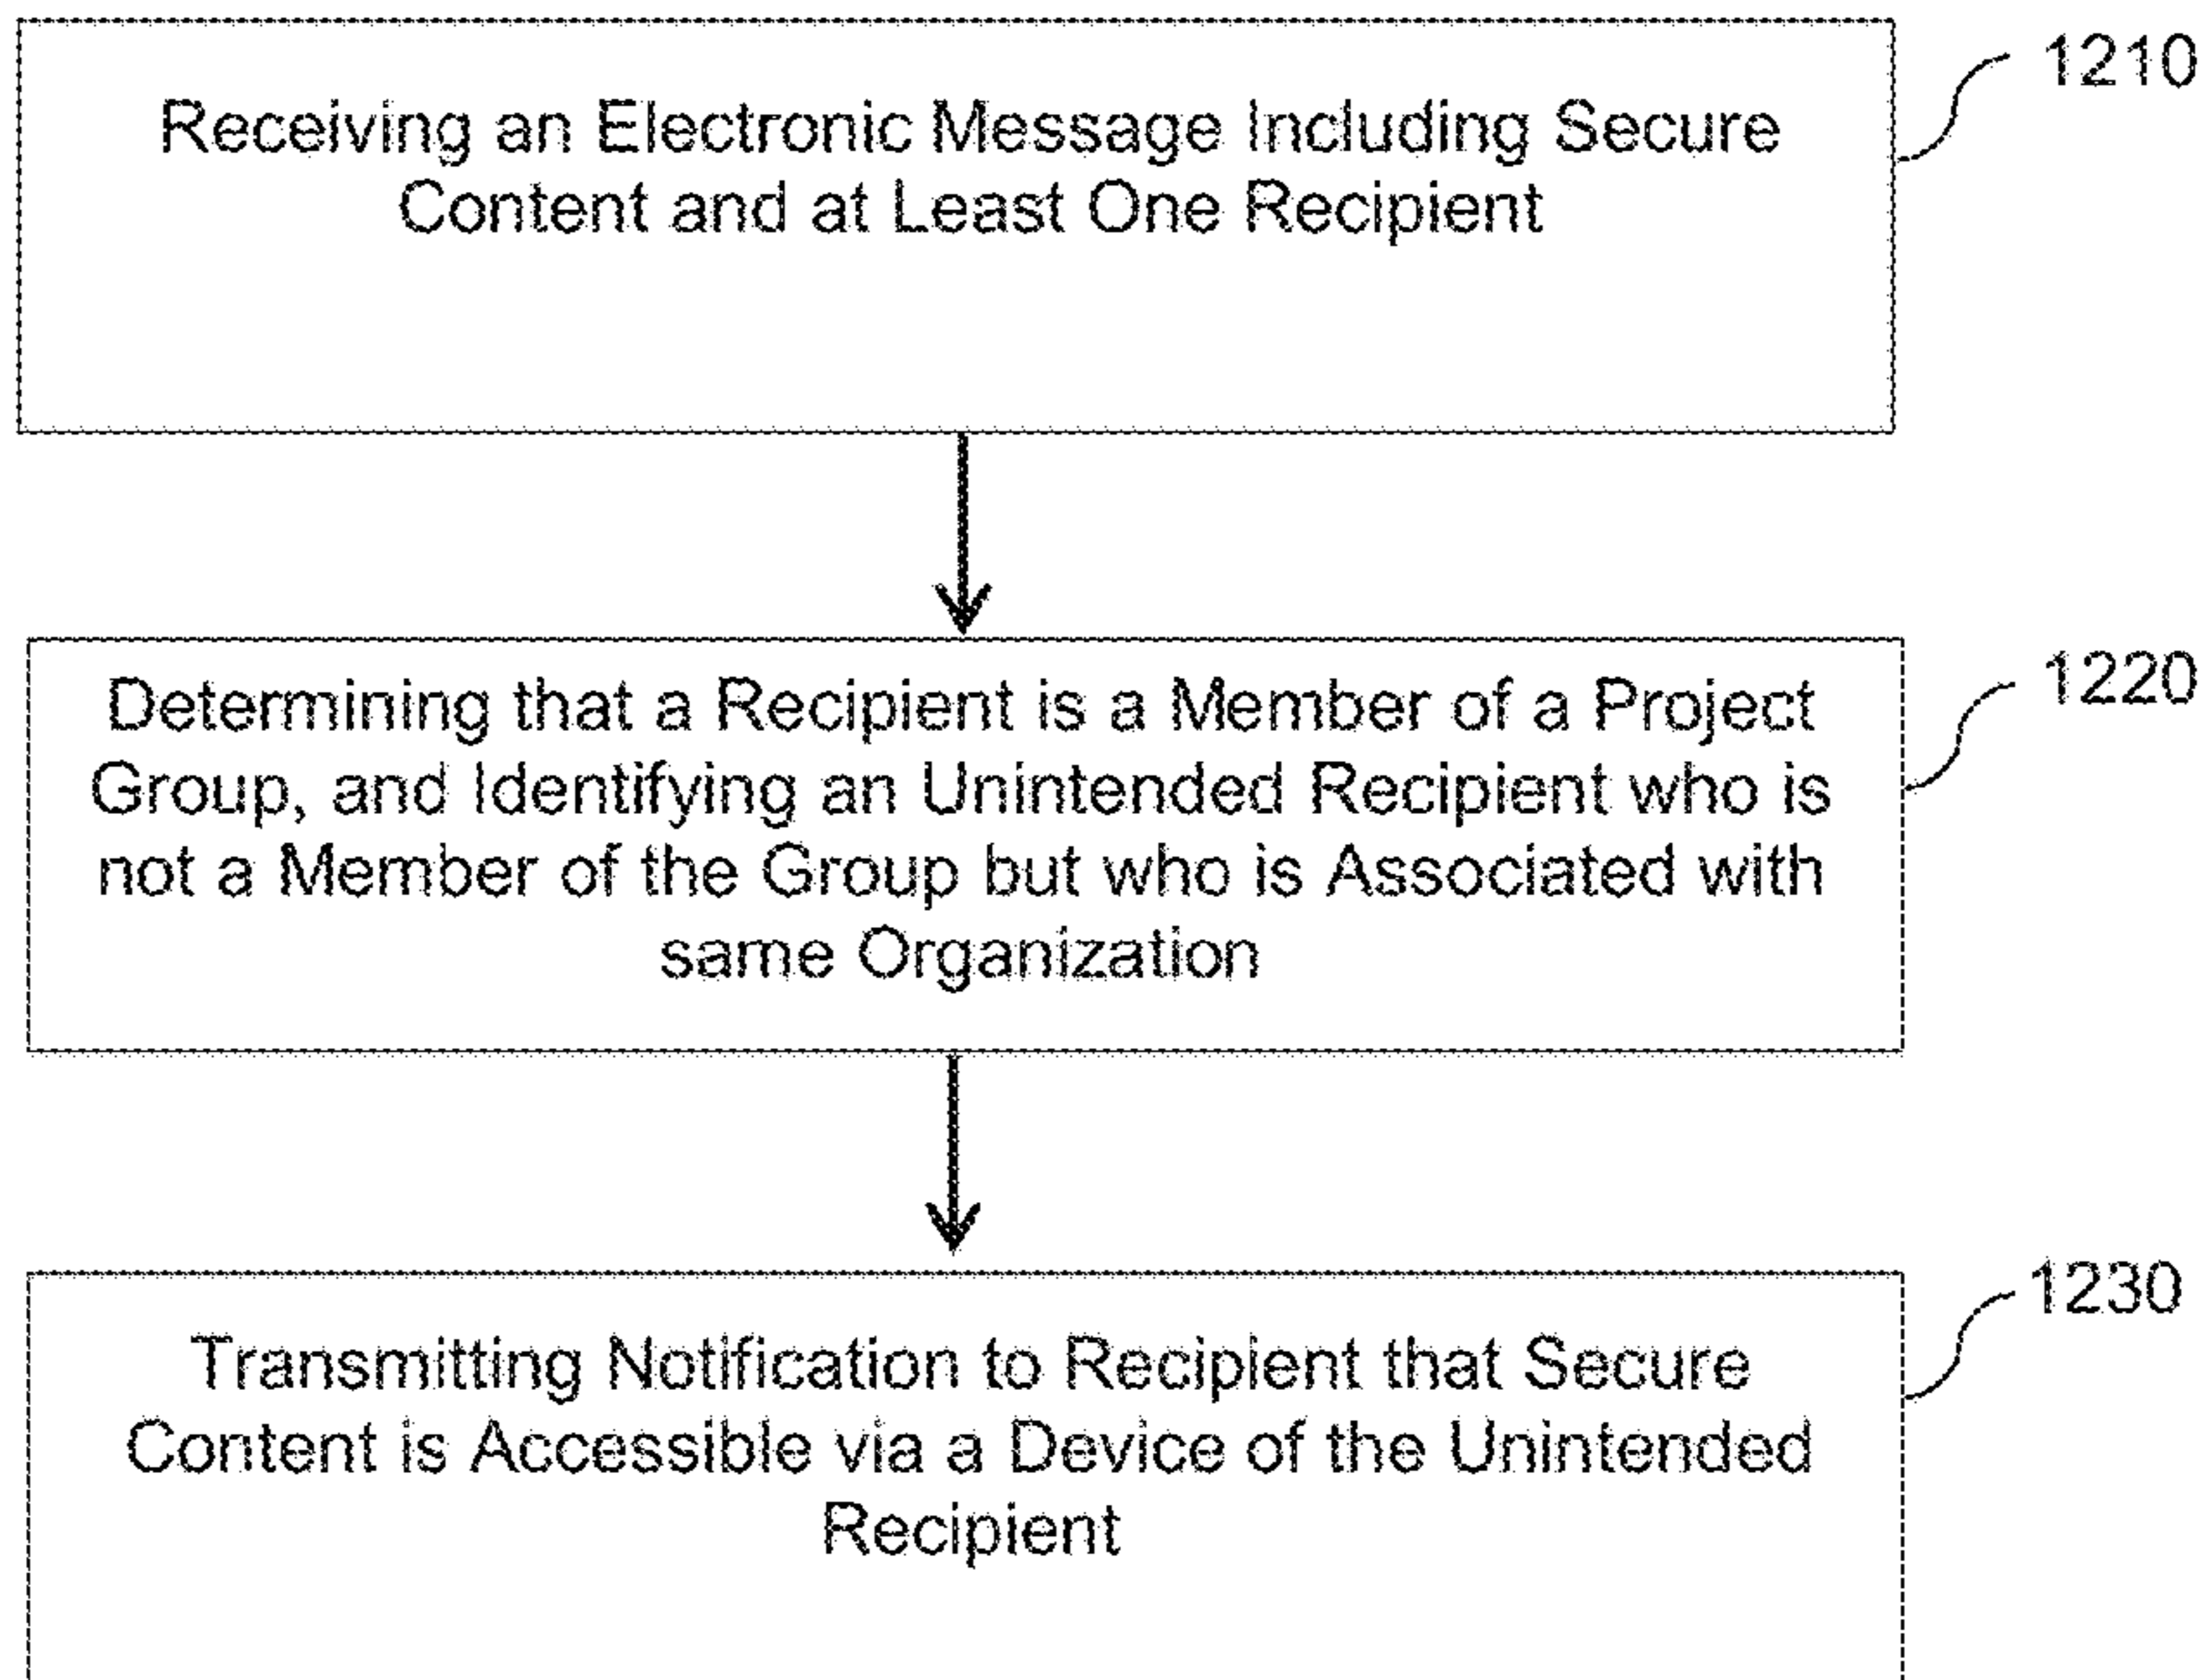 1210
Receiving an Electronic Message Including Secure
Content and at Least One Recipient
1220
Determining that a Recipient is a Member of a Project
Group, and Identifying an Unintended Recipient who is
not a Member of the Group but who is Associated with
same Organization
1230
Transmitting Notification to Recipient that Secure
Content is Accessible via a Device of the Unintended
Recipient